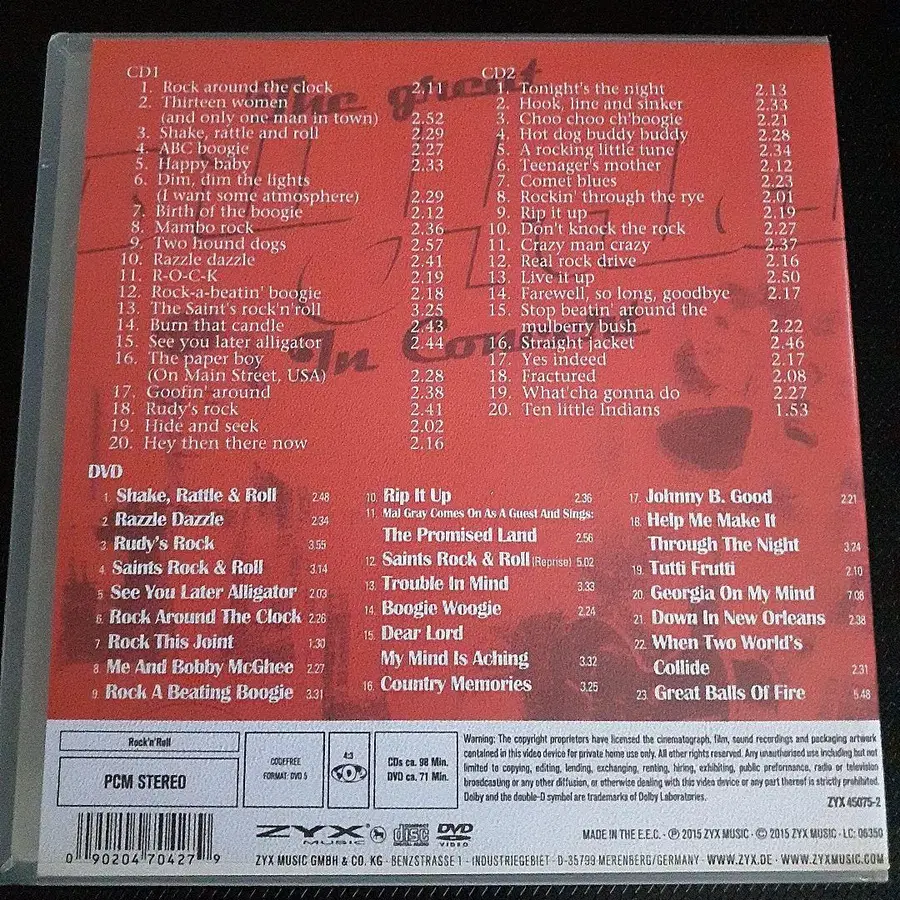 The great
In Con
CD1
1. Rock around the clock 2.11
2. Thirteen women
(and only one man in town) 2.52
3. Shake, rattle and roll 2.29
4. ABC boogie 2.27
5. Happy baby 2.33
6. Dim, dim the lights
(I want some atmosphere) 2.29
7. Birth of the boogie 2.12
8. Mambo rock 2.36
9. Two hound dogs 2.57
10. Razzle dazzle 2.41
11. R-O-C-K 2.19
12. Rock-a-beatin' boogie 2.18
13. The Saint's rock'n'roll 3.25
14. Burn that candle 2.43
15. See you later alligator 2.44
16. The paper boy
(On Main Street, USA) 2.28
17. Goofin' around 2.38
18. Rudy's rock 2.41
19. Hide and seek 2.02
20. Hey then there now 2.16
CD2
1. Tonight's the night 2.13
2. Hook, line and sinker 2.33
3. Choo choo ch'boogie 2.21
4. Hot dog buddy buddy 2.28
5. A rocking little tune 2.34
6. Teenager's mother 2.12
7. Comet blues 2.23
8. Rockin' through the rye 2.01
9. Rip it up 2.19
10. Don't knock the rock 2.27
11. Crazy man crazy 2.37
12. Real rock drive 2.16
13. Live it up 2.50
14. Farewell, so long, goodbye 2.17
15. Stop beatin' around the
mulberry bush 2.22
16. Straight jacket 2.46
17. Yes indeed 2.17
18. Fractured 2.08
19. What'cha gonna do 2.27
20. Ten little Indians 1.53
DVD
1. Shake, Rattle & Roll 2.48
2. Razzle Dazzle 2.34
3. Rudy's Rock 3.55
4. Saints Rock & Roll 3.14
5 See You Later Alligator 2.03
6. Rock Around The Clock 2.26
7 Rock This Joint 1.30
8. Me And Bobby McGhee 2.27
9 Rock A Beating Boogie 3.31
10. Rip It Up 2.36
11. Mal Gray Comes On As A Guest And Sings:
The Promised Land 2.56
12. Saints Rock & Roll (Reprise) 5.02
13. Trouble In Mind 3.33
14. Boogie Woogie 2.24
15. Dear Lord
My Mind Is Aching 3.32
16. Country Memories 3.25
17. Johnny B. Good 2.21
18. Help Me Make It
Through The Night 3.24
19. Tutti Frutti 2.10
20 Georgia On My Mind 7.08
21. Down In New Orleans 2.38
22. When Two World's
Collide 2.31
23 Great Balls Of Fire 5.48
Rock'n'Roll
PCM STEREO
CODEFREE
FORMAT: DVD 5
4:3
CDs ca. 98 Min.
DVD ca. 71 Min.
Warning: The copyright proprietors have licensed the cinematograph, film, sound recordings and packaging artwork
contained in this video device for private home use only. All other rights reserved. Any unauthorised use including but not
limited to copying, editing, lending, exchanging, renting, hiring, exhibiting, public preformance, radio or television
broadcasting or any other diffusion, or otherwise dealing with this video device or any part thereof is strictly prohibited.
Dolby and the double-D symbol are trademarks of Dolby Laboratories.
ZYX 45075-2
0 90204 70427 9
ZYX MUSIC
COMPACT disc
DVD VIDEO
MADE IN THE E.E.C. · ℗ 2015 ZYX MUSIC · © 2015 ZYX MUSIC · LC: 06350
ZYX MUSIC GMBH & CO. KG · BENZSTRASSE 1 · INDUSTRIEGEBIET · D-35799 MERENBERG/GERMANY · WWW.ZYX.DE · WWW.ZYXMUSIC.COM